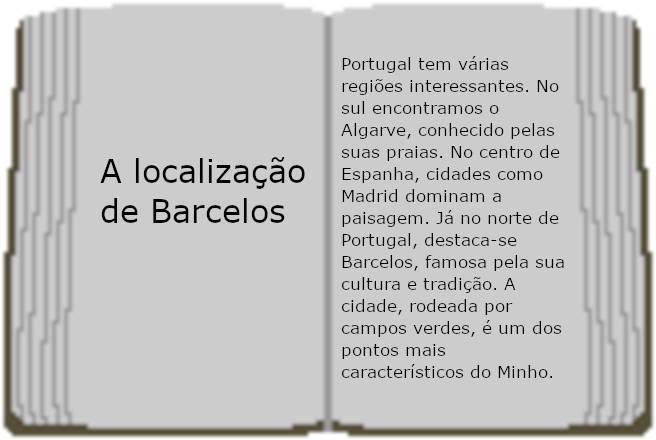 A localização
de Barcelos
Portugal tem várias
regiões interessantes. No
sul encontramos o
Algarve, conhecido pelas
suas praias. No centro de
Espanha, cidades como
Madrid dominam a
paisagem. Já no norte de
Portugal, destaca-se
Barcelos, famosa pela sua
cultura e tradição. A
cidade, rodeada por
campos verdes, é um dos
pontos mais
característicos do Minho.